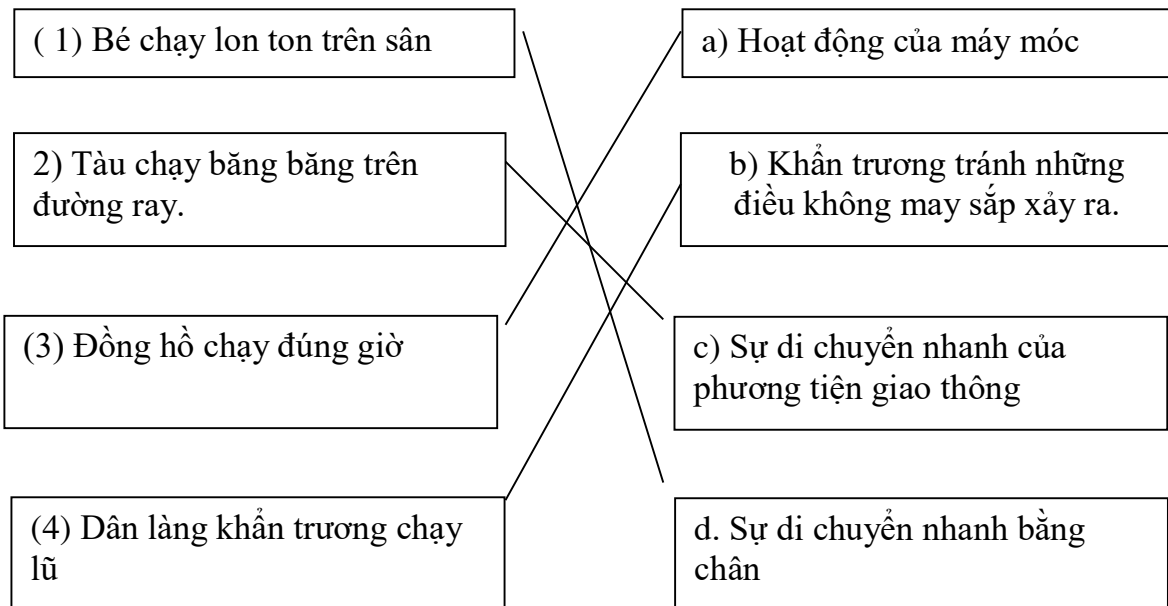 ( 1) Bé chạy lon ton trên sân
a) Hoạt động của máy móc
2) Tàu chạy băng băng trên
đường ray.
b) Khẩn trương tránh những
điều không may sắp xảy ra.
(3) Đồng hồ chạy đúng giờ
c) Sự di chuyển nhanh của
phương tiện giao thông
(4) Dân làng khẩn trương chạy
lũ
d. Sự di chuyển nhanh bằng
chân